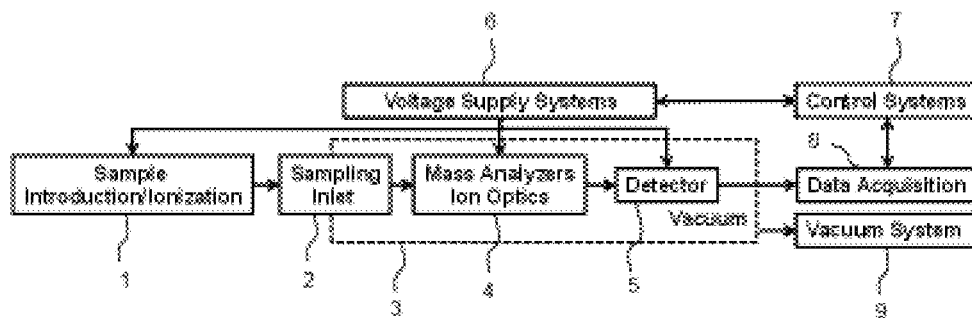 6
7
Voltage Supply Systems
Control Systems
8
Sample
Introduction/Ionization
Sampling
Inlet
Mass Analyzers
Ion Optics
Detector
Data Acquisition
Vacuum
Vacuum System
1
2
3
4
5
9